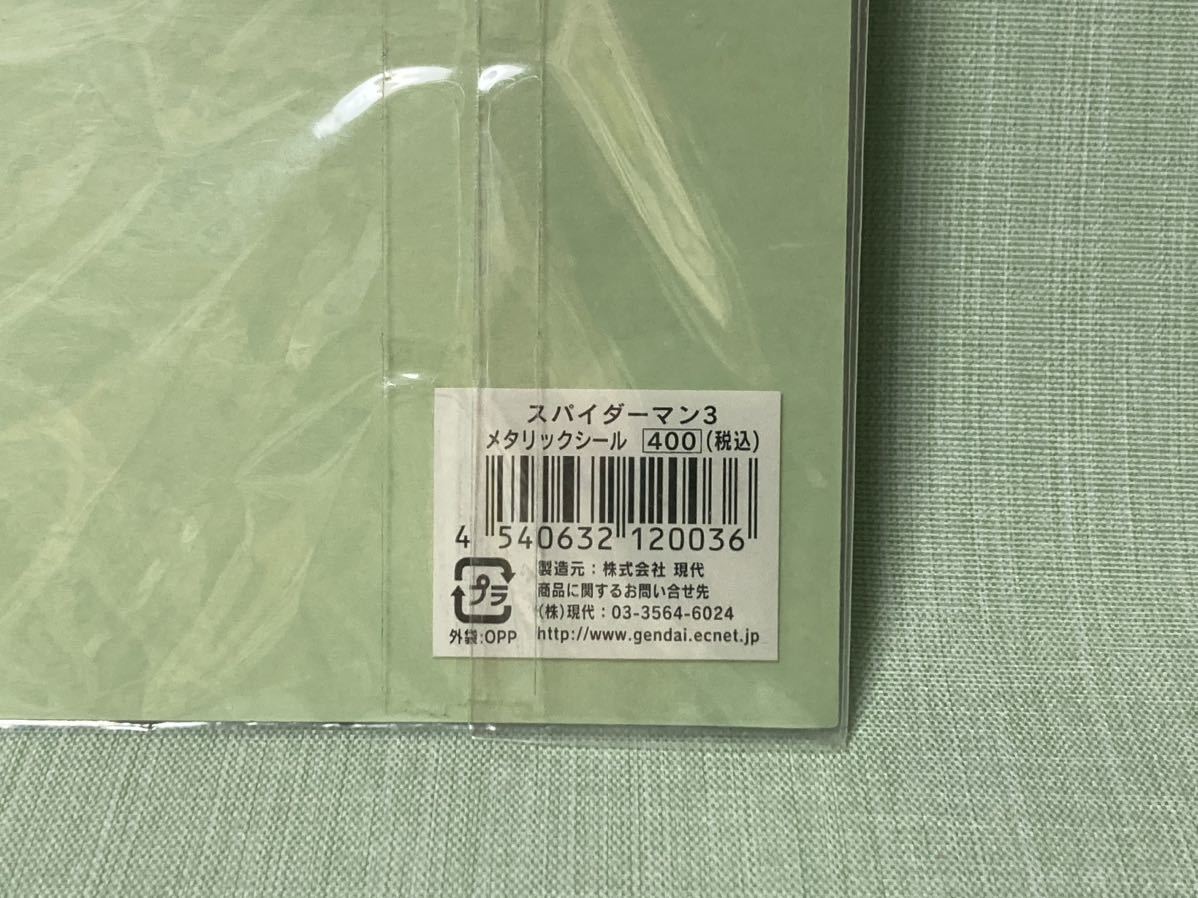 スパイダーマン3
メタリックシール 400 (税込)
4 540632 120036
製造元：株式会社 現代
商品に関するお問い合せ先
(株)現代：03-3564-6024
http://www.gendai.ecnet.jp
プラ
外袋:OPP